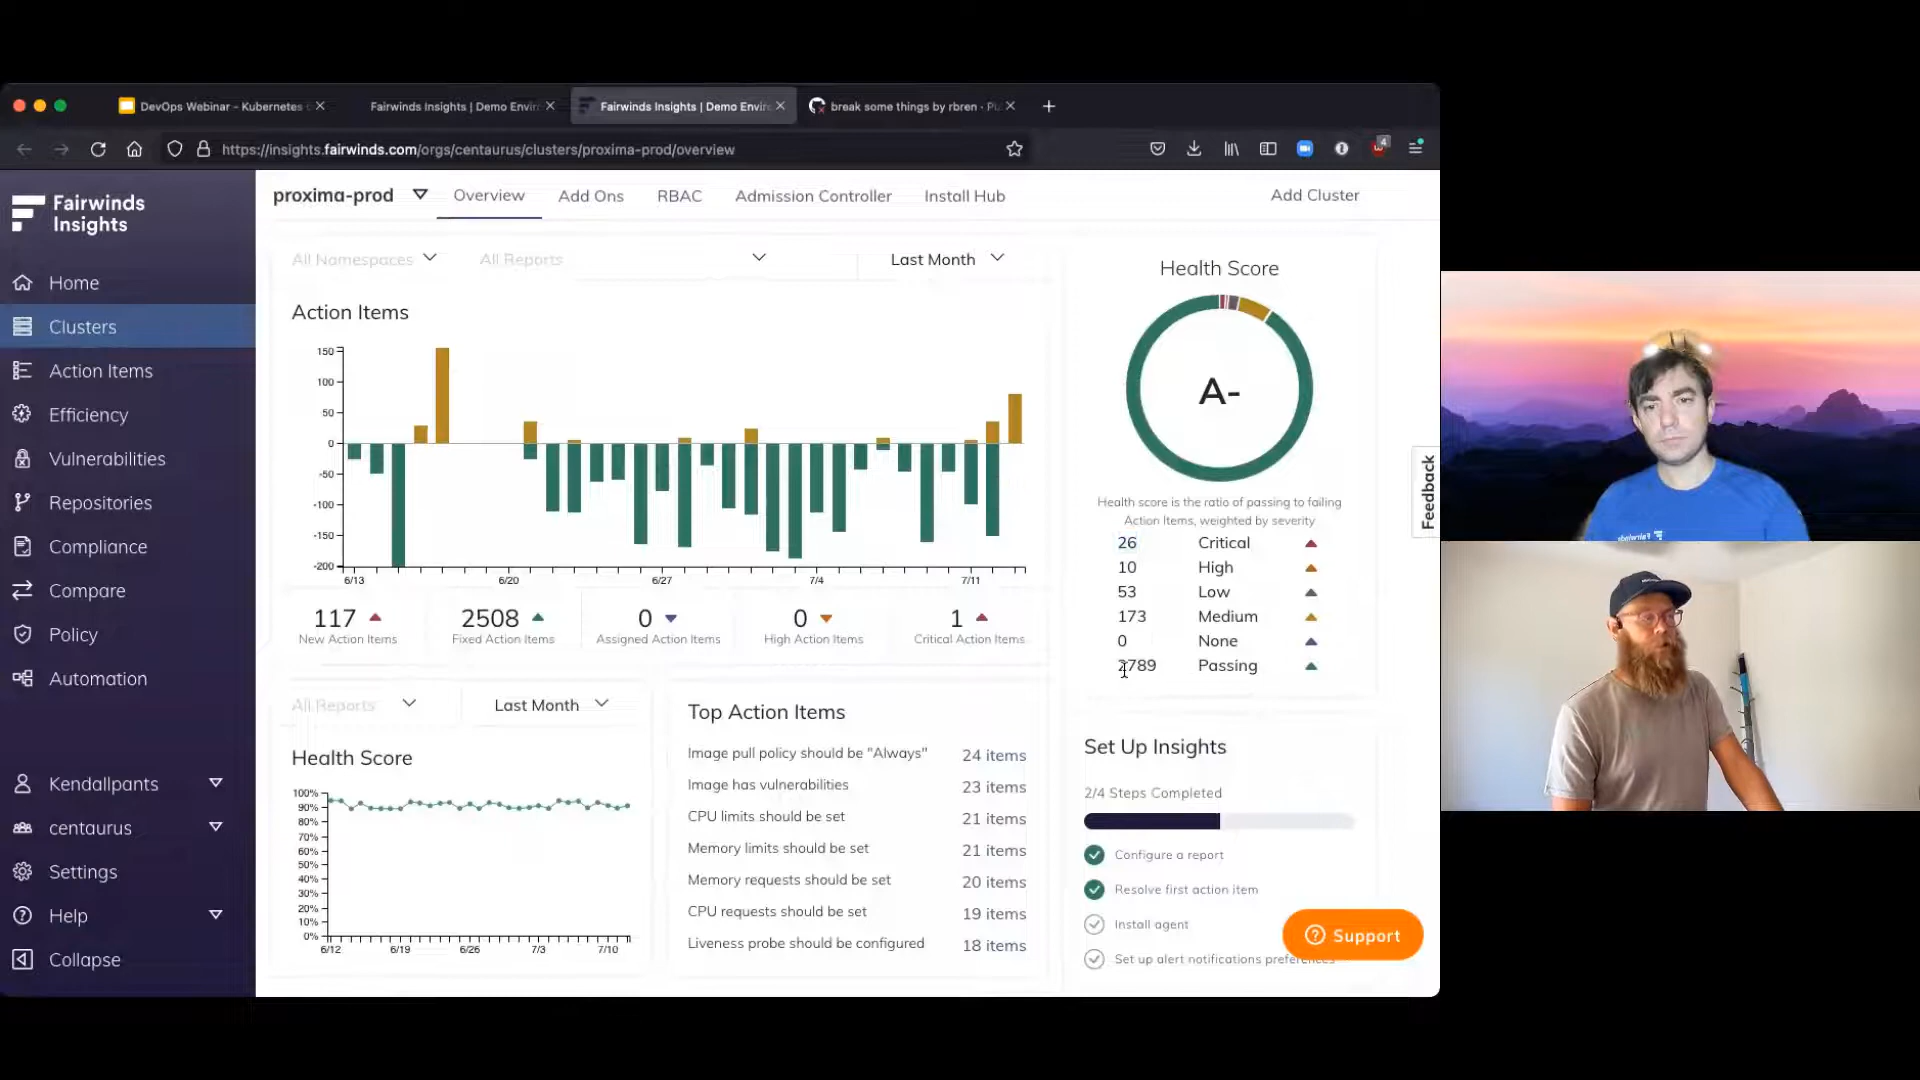 DevOps Webinar - Kubernetes
Fairwinds Insights | Demo Envir
Fairwinds Insights | Demo Envir
break some things by rbren · Pu
https://insights.fairwinds.com/orgs/centaurus/clusters/proxima-prod/overview
4
Fairwinds
Insights
Home
Clusters
Action Items
Efficiency
Vulnerabilities
Repositories
Compliance
Compare
Policy
Automation
Kendallpants
centaurus
Settings
Help
Collapse
proxima-prod
Overview
Add Ons
RBAC
Admission Controller
Install Hub
Add Cluster
All Namespaces
All Reports
Last Month
Action Items
150
100
50
0
-50
-100
-150
-200
6/13 6/20 6/27 7/4 7/11
117
New Action Items
2508
Fixed Action Items
0
Assigned Action Items
0
High Action Items
1
Critical Action Items
Health Score
A-
Health score is the ratio of passing to failing
Action Items, weighted by severity
26 Critical
10 High
53 Low
173 Medium
0 None
2789 Passing
Feedback
All Reports
Last Month
Health Score
100%
90%
80%
70%
60%
50%
40%
30%
20%
10%
0%
6/12 6/19 6/26 7/3 7/10
Top Action Items
Image pull policy should be "Always" 24 items
Image has vulnerabilities 23 items
CPU limits should be set 21 items
Memory limits should be set 21 items
Memory requests should be set 20 items
CPU requests should be set 19 items
Liveness probe should be configured 18 items
Set Up Insights
2/4 Steps Completed
Configure a report
Resolve first action item
Install agent
Set up alert notifications preferences
Support